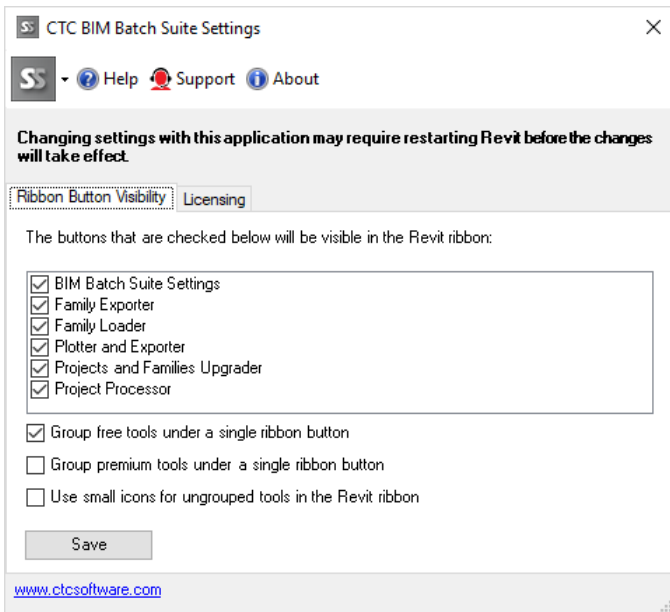 SS CTC BIM Batch Suite Settings
SS Help Support About
Changing settings with this application may require restarting Revit before the changes
will take effect.
Ribbon Button Visibility Licensing
The buttons that are checked below will be visible in the Revit ribbon:
BIM Batch Suite Settings
Family Exporter
Family Loader
Plotter and Exporter
Projects and Families Upgrader
Project Processor
Group free tools under a single ribbon button
Group premium tools under a single ribbon button
Use small icons for ungrouped tools in the Revit ribbon
Save
www.ctcsoftware.com